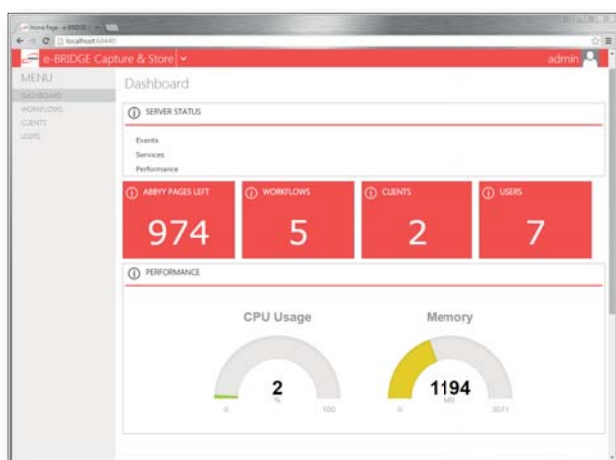 Home Page - e-BRIDGE C
localhost:60440
e-BRIDGE Capture & Store
admin
MENU
DASHBOARD
WORKFLOWS
CLIENTS
USERS
Dashboard
SERVER STATUS
Events
Services
Performance
ABBYY PAGES LEFT
WORKFLOWS
CLIENTS
USERS
974
5
2
7
PERFORMANCE
CPU Usage
Memory
2
%
0
100
1194
MB
0
3071